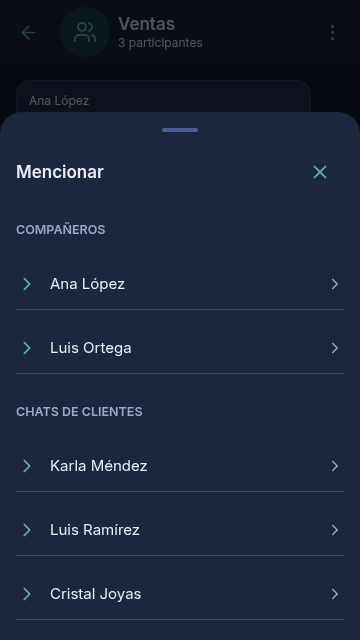 Ventas
3 participantes
Ana López
Mencionar
COMPAÑEROS
Ana López
Luis Ortega
CHATS DE CLIENTES
Karla Méndez
Luis Ramírez
Cristal Joyas